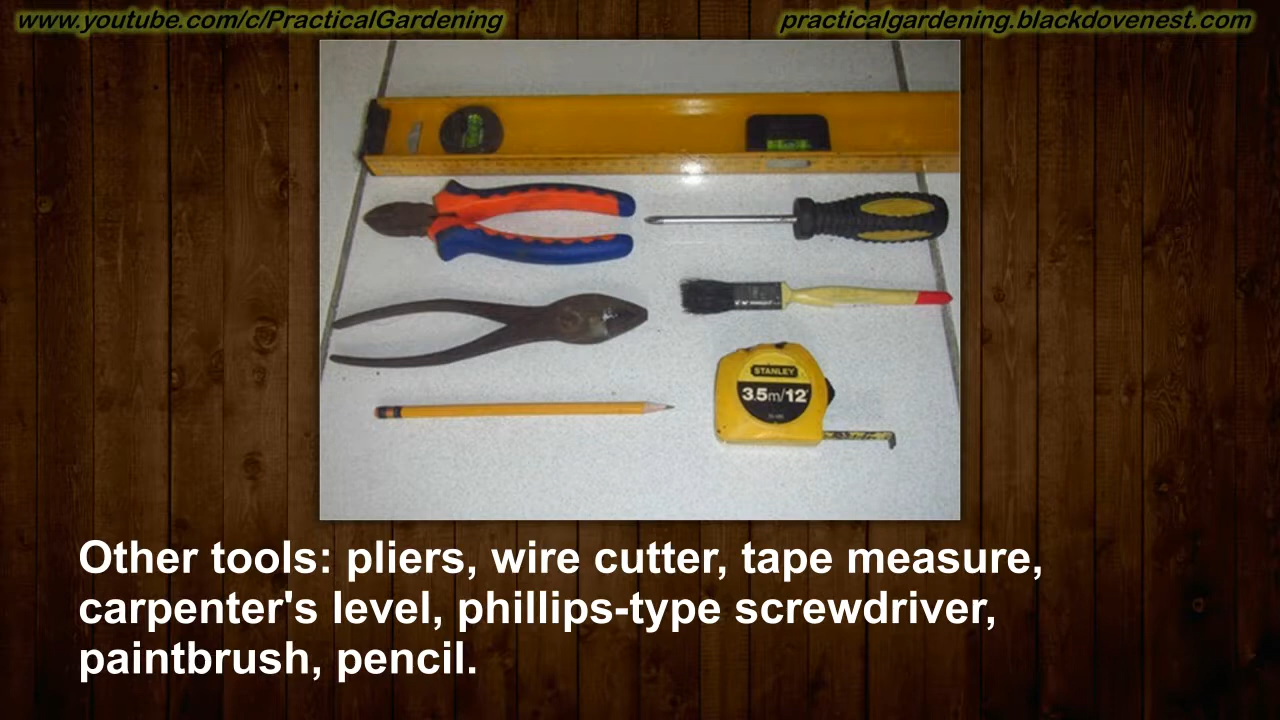 www.youtube.com/c/PracticalGardening
practicalgardening.blackdovenest.com
STANLEY
3.5m/12'
Other tools: pliers, wire cutter, tape measure,
carpenter's level, phillips-type screwdriver,
paintbrush, pencil.